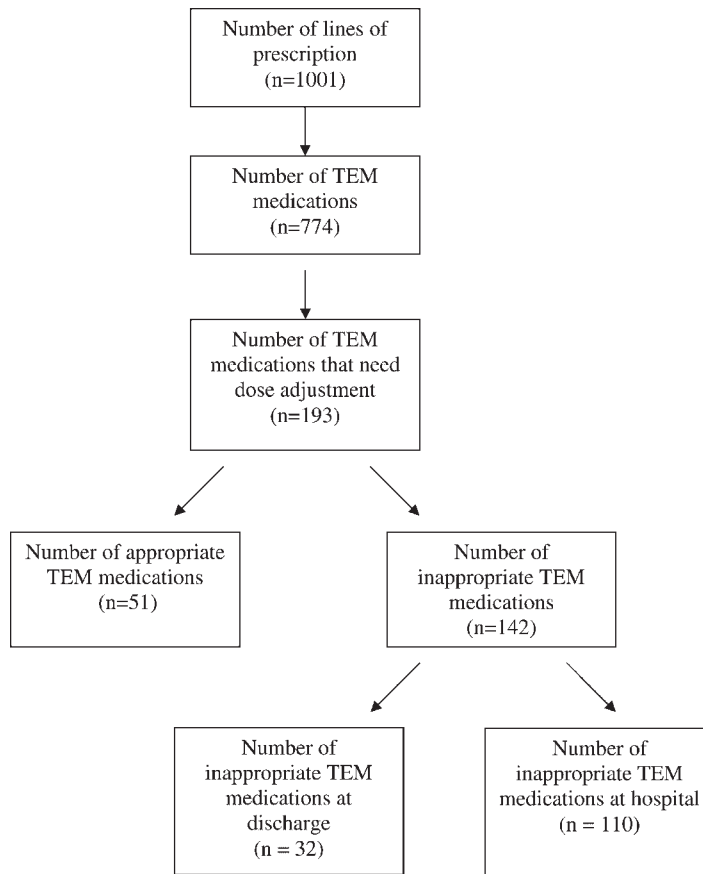 Number of lines of
prescription
(n=1001)
Number of TEM
medications
(n=774)
Number of TEM
medications that need
dose adjustment
(n=193)
Number of appropriate
TEM medications
(n=51)
Number of
inappropriate TEM
medications
(n=142)
Number of
inappropriate TEM
medications at
discharge
(n = 32)
Number of
inappropriate TEM
medications at hospital
(n = 110)